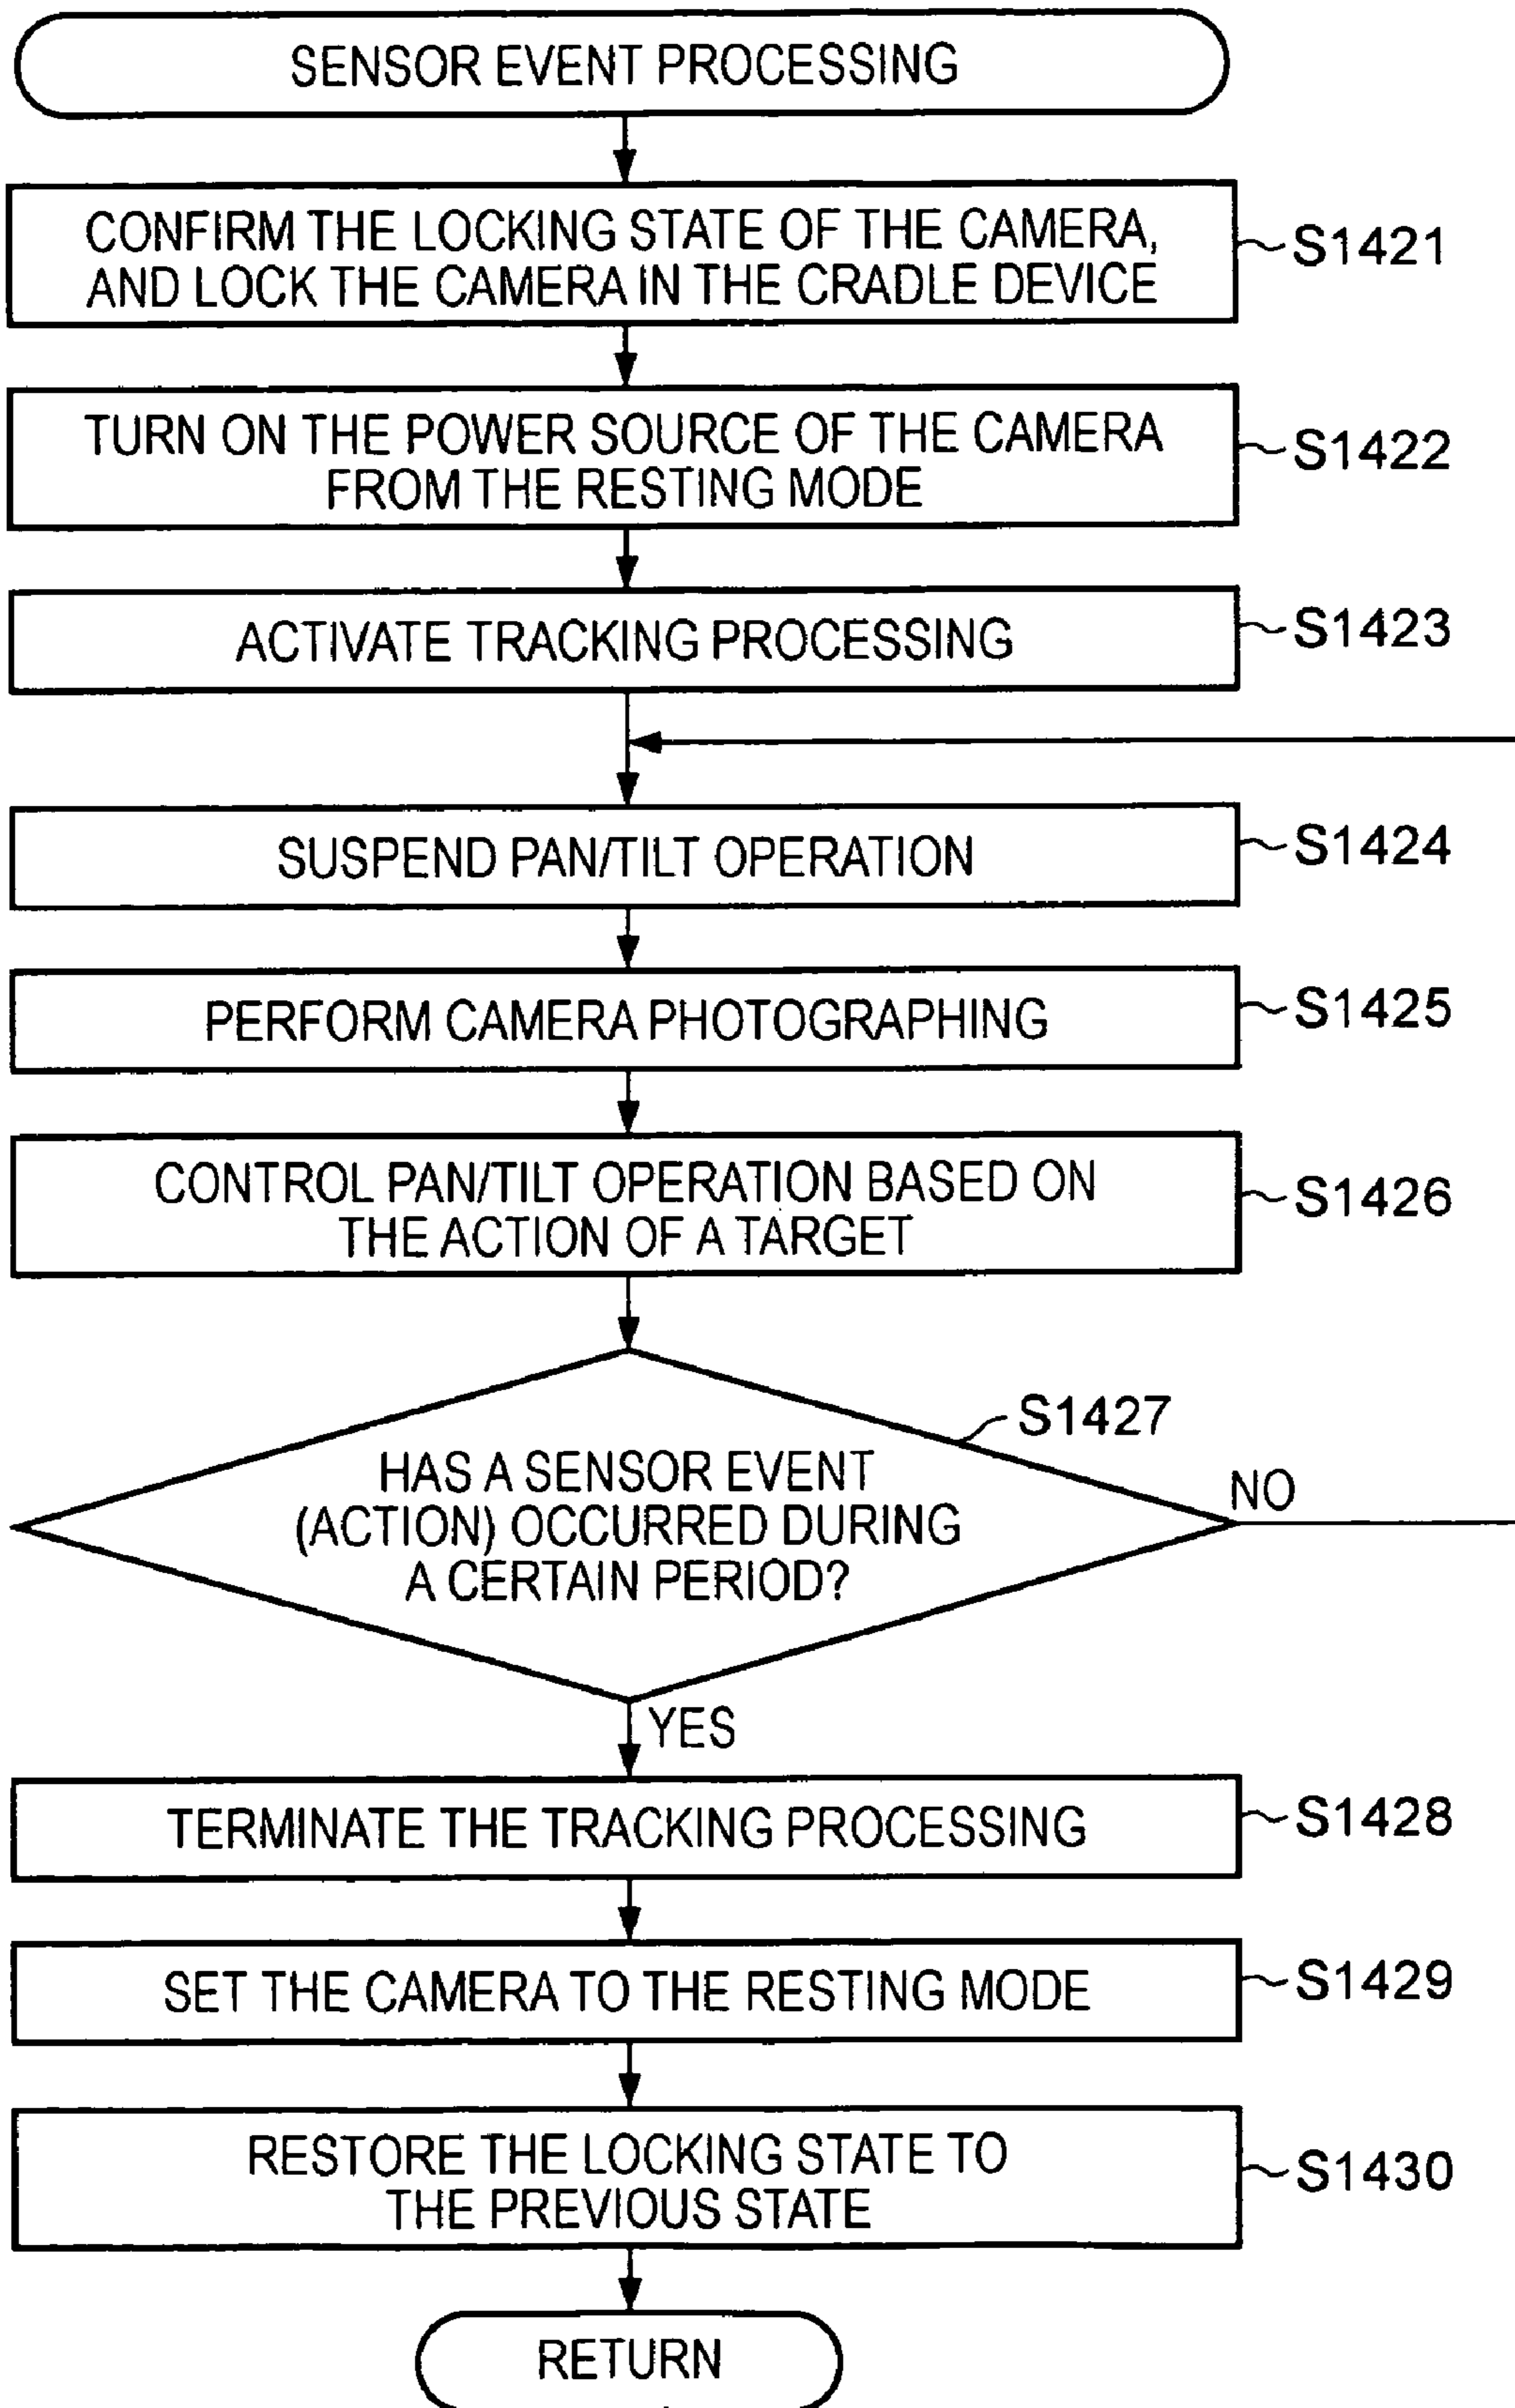 SENSOR EVENT PROCESSING
CONFIRM THE LOCKING STATE OF THE CAMERA,
AND LOCK THE CAMERA IN THE CRADLE DEVICE
S1421
TURN ON THE POWER SOURCE OF THE CAMERA
FROM THE RESTING MODE
S1422
ACTIVATE TRACKING PROCESSING
S1423
SUSPEND PAN/TILT OPERATION
S1424
PERFORM CAMERA PHOTOGRAPHING
S1425
CONTROL PAN/TILT OPERATION BASED ON
THE ACTION OF A TARGET
S1426
S1427
HAS A SENSOR EVENT
(ACTION) OCCURRED DURING
A CERTAIN PERIOD?
NO
YES
TERMINATE THE TRACKING PROCESSING
S1428
SET THE CAMERA TO THE RESTING MODE
S1429
RESTORE THE LOCKING STATE TO
THE PREVIOUS STATE
S1430
RETURN